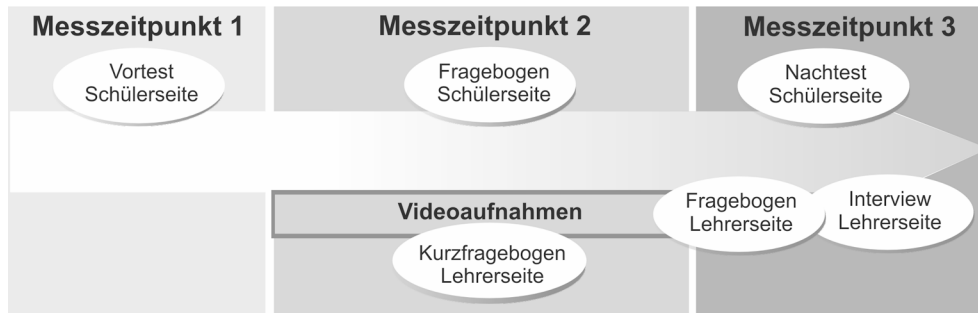 Messzeitpunkt 1
Messzeitpunkt 2
Messzeitpunkt 3
Vortest
Schülerseite
Fragebogen
Schülerseite
Nachtest
Schülerseite
Videoaufnahmen
Kurzfragebogen
Lehrerseite
Fragebogen
Lehrerseite
Interview
Lehrerseite